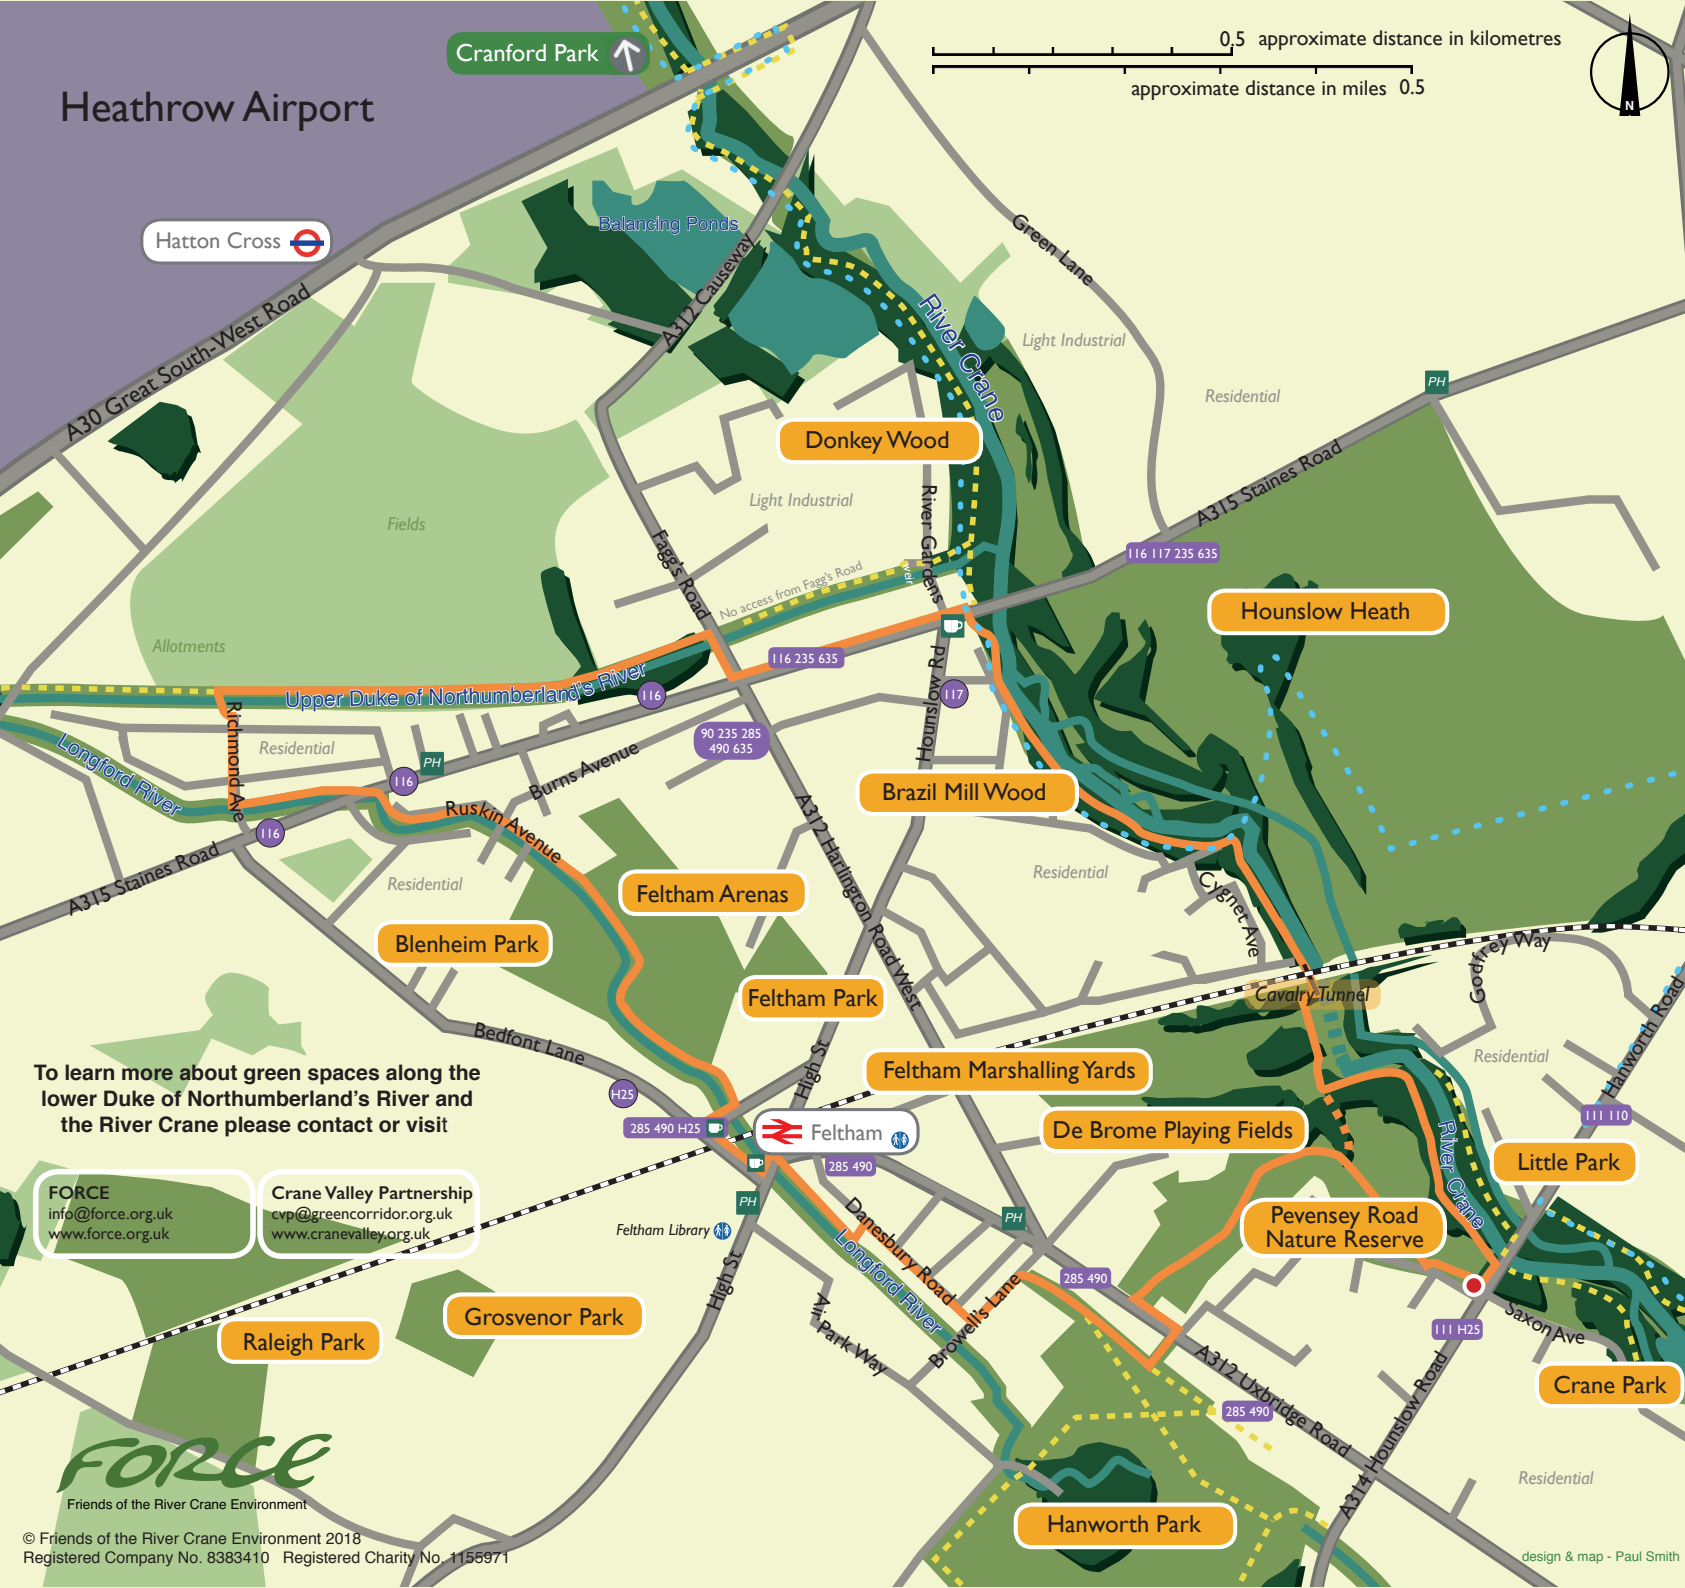 Cranford Park
0.5 approximate distance in kilometres
approximate distance in miles 0.5
N
Heathrow Airport
Hatton Cross
Balancing Ponds
A312 Causeway
Green Lane
River Crane
Light Industrial
Residential
PH
A30 Great South-West Road
Donkey Wood
Light Industrial
River Gardens
A315 Staines Road
Fields
Fagg's Road
116 117 235 635
No access from Fagg's Road
weir
Hounslow Heath
Allotments
116 235 635
Upper Duke of Northumberland's River
116
117
Hounslow Rd
Richmond Ave
Longford River
Residential
90 235 285
490 635
PH
116
Burns Avenue
Brazil Mill Wood
Ruskin Avenue
116
A315 Staines Road
A312 Harlington Road West
Residential
Residential
Cygnet Ave
Feltham Arenas
Blenheim Park
Feltham Park
Godfrey Way
Cavalry Tunnel
Bedfont Lane
High St
Feltham Marshalling Yards
Residential
Hanworth Road
To learn more about green spaces along the
lower Duke of Northumberland's River and
the River Crane please contact or visit
H25
285 490 H25
Feltham
285 490
De Brome Playing Fields
111 110
River Crane
Little Park
FORCE
info@force.org.uk
www.force.org.uk
Crane Valley Partnership
cvp@greencorridor.org.uk
www.cranevalley.org.uk
PH
Feltham Library
PH
Danesbury Road
Longford River
Pevensey Road
Nature Reserve
285 490
High St
Air Park Way
Browell's Lane
Grosvenor Park
Raleigh Park
111 H25
Saxon Ave
A312 Uxbridge Road
Crane Park
285 490
A314 Hounslow Road
FORCE
Friends of the River Crane Environment
Residential
Hanworth Park
© Friends of the River Crane Environment 2018
Registered Company No. 8383410 Registered Charity No. 1155971
design & map - Paul Smith